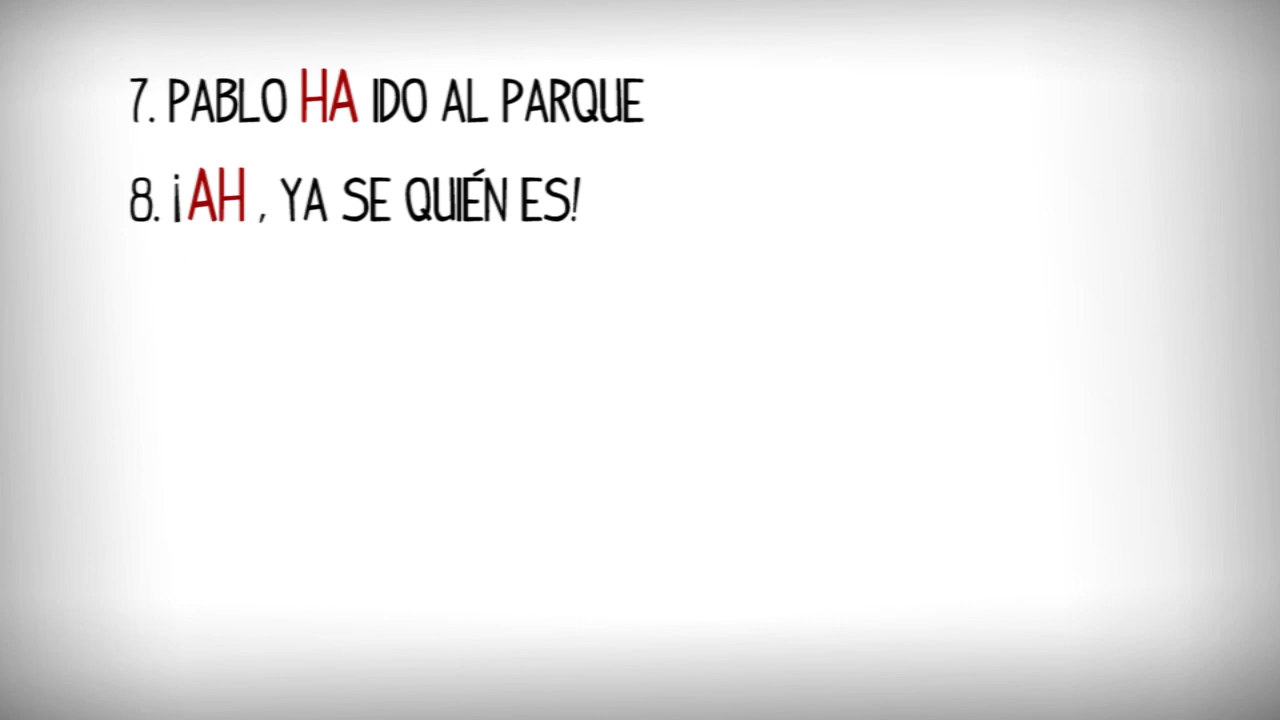 7. PABLO HA IDO AL PARQUE
8. ¡AH , YA SE QUIÉN ES!